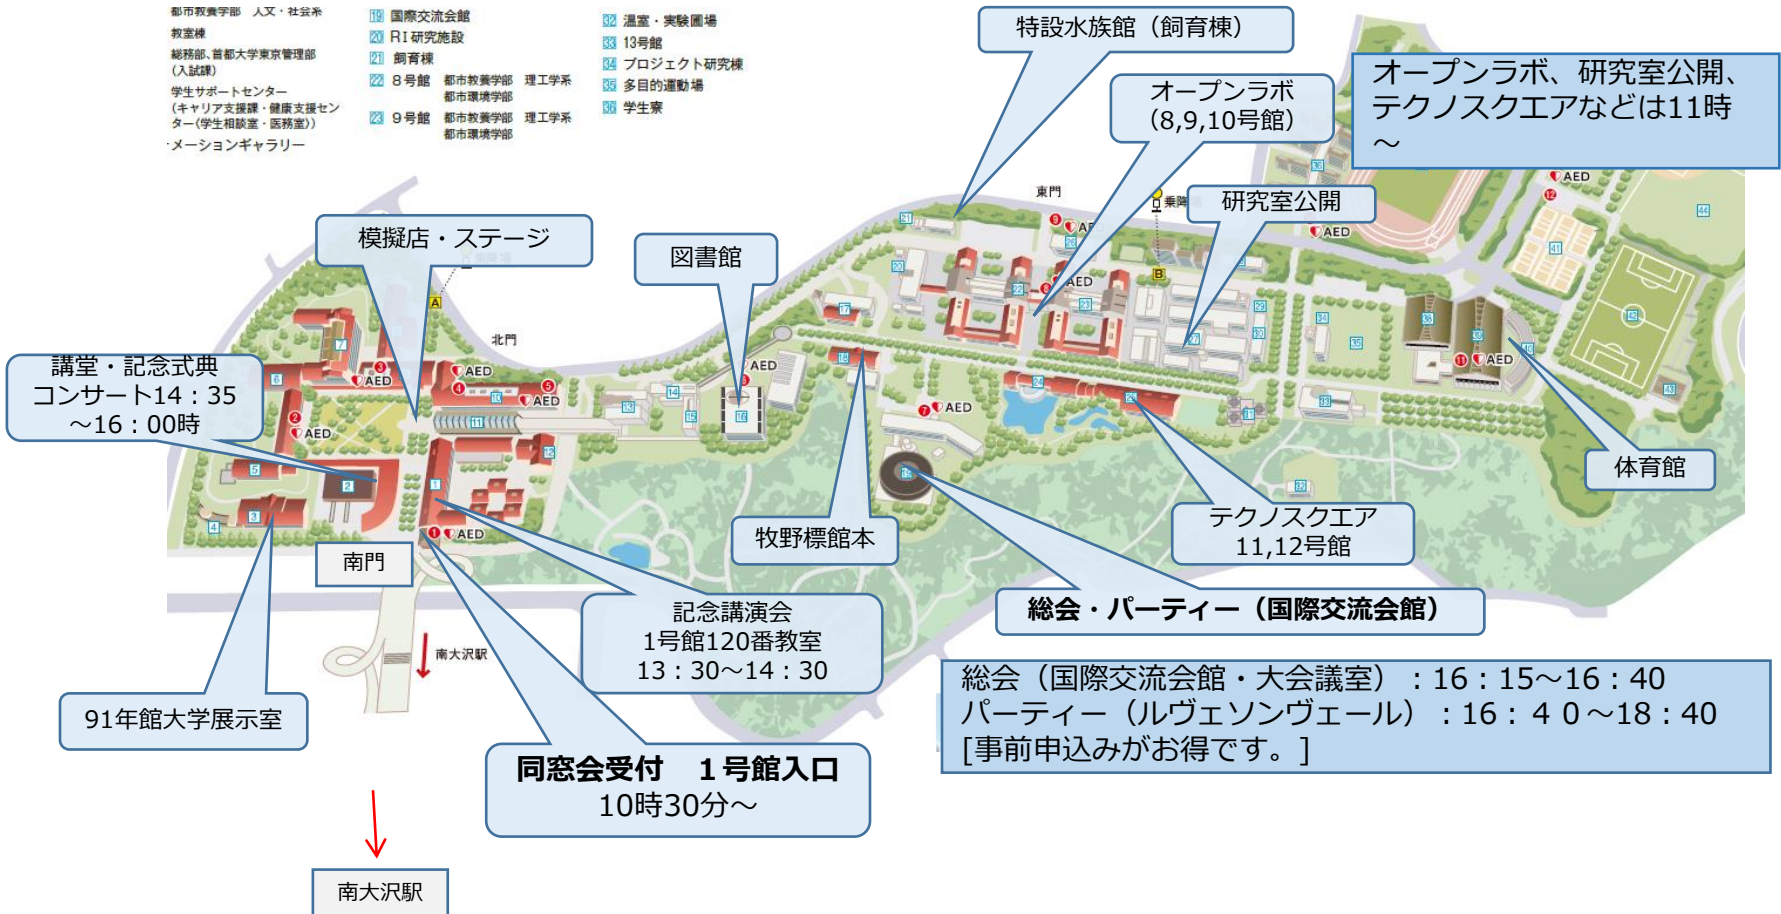 都市教養学部 人文・社会系
教室棟
総務部、首都大学東京管理部
(入試課)
学生サポートセンター
(キャリア支援課・健康支援セン
ター(学生相談室・医務室))
メーションギャラリー
19 国際交流会館
20 RI研究施設
21 飼育棟
22 8号館 都市教養学部 理工学系
都市環境学部
23 9号館 都市教養学部 理工学系
都市環境学部
32 温室・実験圃場
33 13号館
34 プロジェクト研究棟
35 多目的運動場
36 学生寮
特設水族館（飼育棟）
オープンラボ
（8,9,10号館）
オープンラボ、研究室公開、
テクノスクエアなどは11時
～
研究室公開
東門
模擬店・ステージ
図書館
北門
講堂・記念式典
コンサート14：35
～16：00時
体育館
テクノスクエア
11,12号館
牧野標館本
南門
総会・パーティー（国際交流会館）
記念講演会
1号館120番教室
13：30～14：30
南大沢駅
91年館大学展示室
総会（国際交流会館・大会議室）：16：15～16：40
パーティー（ルヴェソンヴェール）：16：４０～18：40
[事前申込みがお得です。]
同窓会受付　１号館入口
10時30分～
南大沢駅
A
B
AED
AED
AED
AED
AED
AED
AED
AED
AED
AED
AED
AED